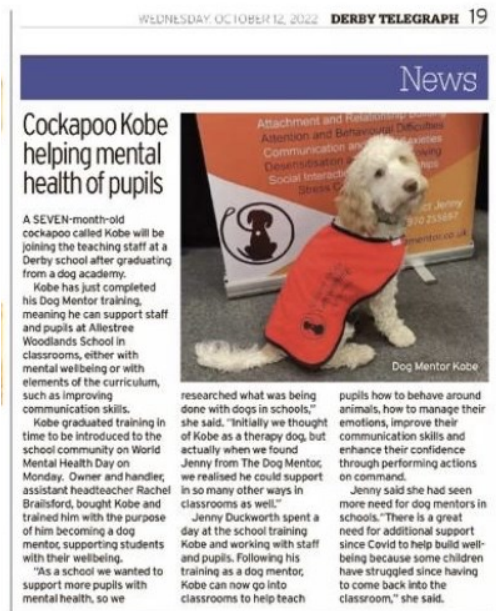 WEDNESDAY, OCTOBER 12, 2022 DERBY TELEGRAPH 19
News
Cockapoo Kobe
helping mental
health of pupils
A SEVEN-month-old
cockapoo called Kobe will be
joining the teaching staff at a
Derby school after graduating
from a dog academy.
Kobe has just completed
his Dog Mentor training,
meaning he can support staff
and pupils at Allestree
Woodlands School in
classrooms, either with
mental wellbeing or with
elements of the curriculum,
such as improving
communication skills.
Kobe graduated training in
time to be introduced to the
school community on World
Mental Health Day on
Monday. Owner and handler,
assistant headteacher Rachel
Brailsford, bought Kobe and
trained him with the purpose
of him becoming a dog
mentor, supporting students
with their wellbeing.
"As a school we wanted to
support more pupils with
mental health, so we
Attachment and Relationship
Attention and Behavioural Difficulties
Communication
Desensitisation
Social
Stress
Jenny
Dog Mentor Kobe
researched what was being
done with dogs in schools,"
she said. "Initially we thought
of Kobe as a therapy dog, but
actually when we found
Jenny from The Dog Mentor,
we realised he could support
in so many other ways in
classrooms as well."
Jenny Duckworth spent a
day at the school training
Kobe and working with staff
and pupils. Following his
training as a dog mentor,
Kobe can now go into
classrooms to help teach
pupils how to behave around
animals, how to manage their
emotions, improve their
communication skills and
enhance their confidence
through performing actions
on command.
Jenny said she had seen
more need for dog mentors in
schools."There is a great
need for additional support
since Covid to help build well-
being because some children
have struggled since having
to come back into the
classroom," she said.